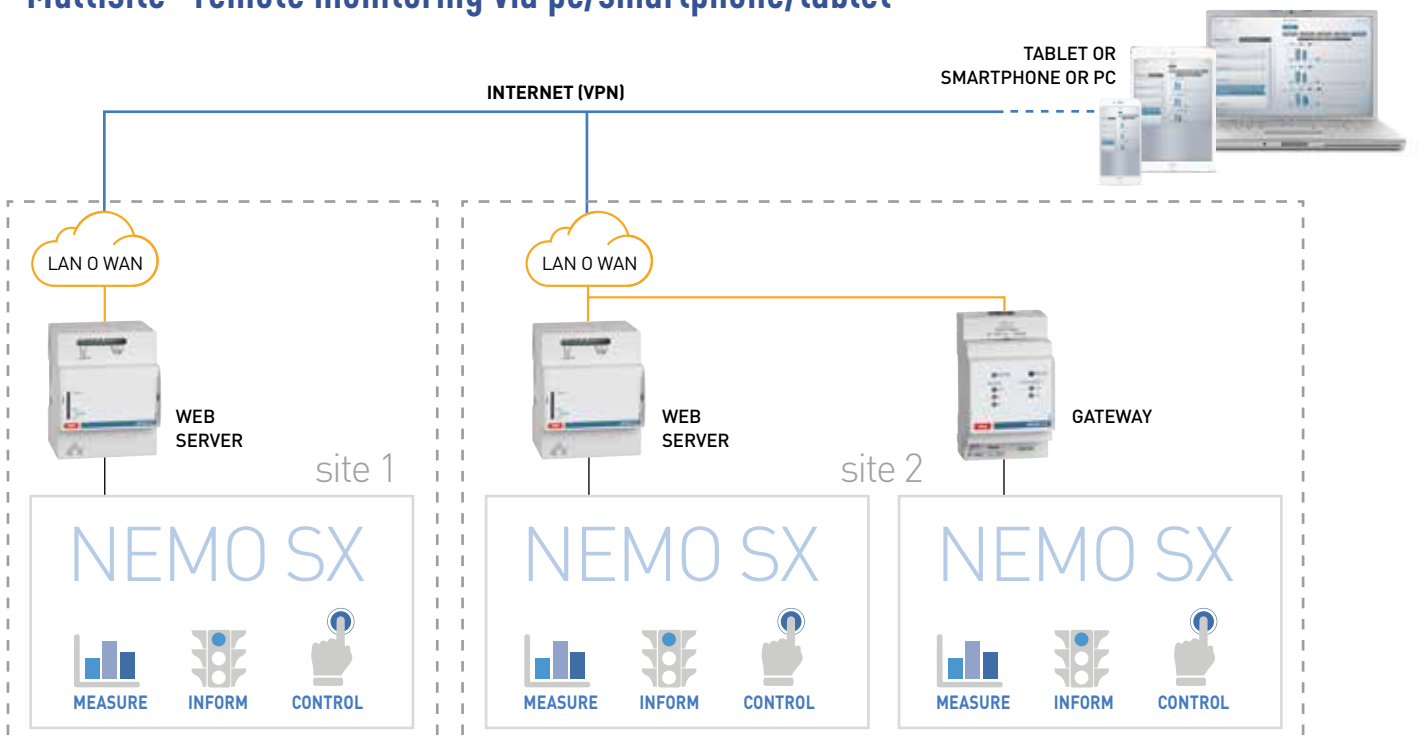 Multisite" remote monitoring via pc/smartphone/tablet
TABLET OR
SMARTPHONE OR PC
INTERNET (VPN)
LAN O WAN
LAN O WAN
WEB
SERVER
WEB
SERVER
GATEWAY
site 1
site 2
NEMO SX
NEMO SX
NEMO SX
MEASURE
INFORM
CONTROL
MEASURE
INFORM
CONTROL
MEASURE
INFORM
CONTROL